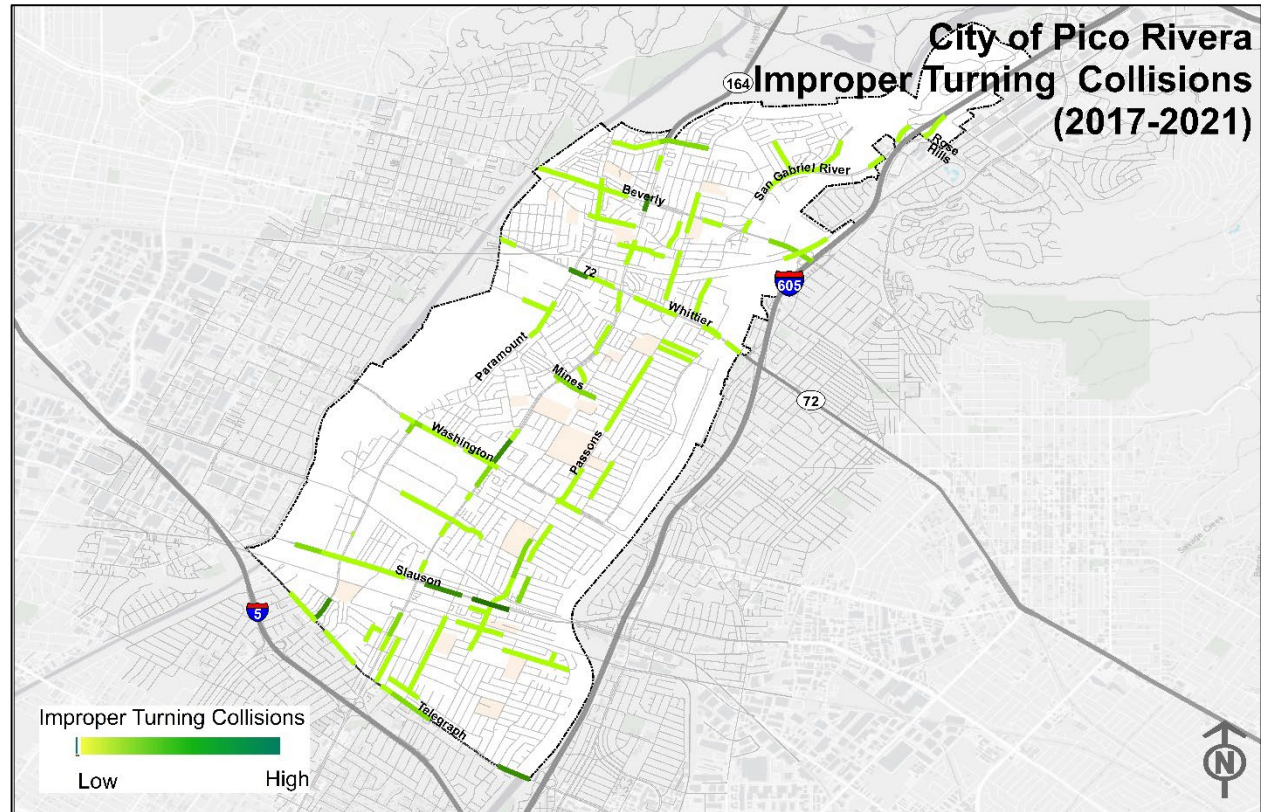 City of Pico Rivera
Improper Turning Collisions
(2017-2021)
164
Rose
Hills
San Gabriel River
Beverly
72
605
Whittier
Paramount
Mines
72
Washington
Passons
Slauson
5
Telegraph
Improper Turning Collisions
Low
High
N